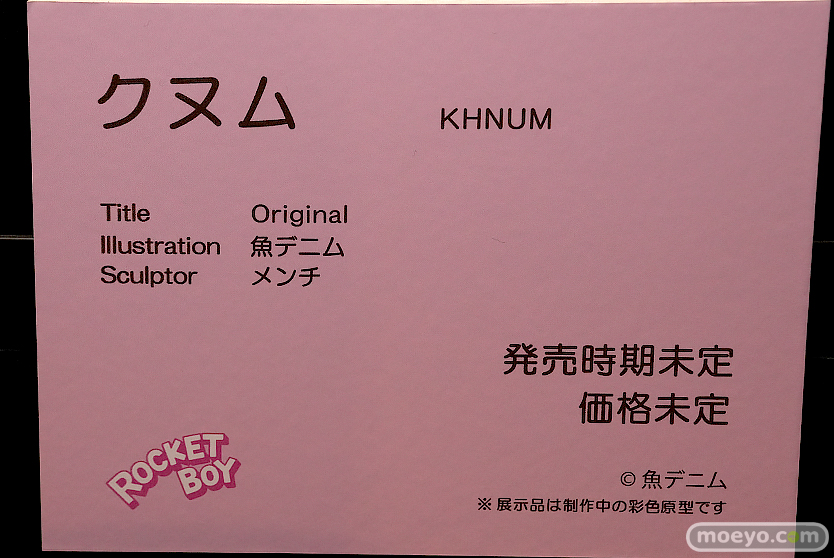 クヌム KHNUM
Title Original
Illustration 魚デニム
Sculptor メンチ
発売時期未定
価格未定
ROCKET
BOY
© 魚デニム
※ 展示品は制作中の彩色原型です
moeyo.com